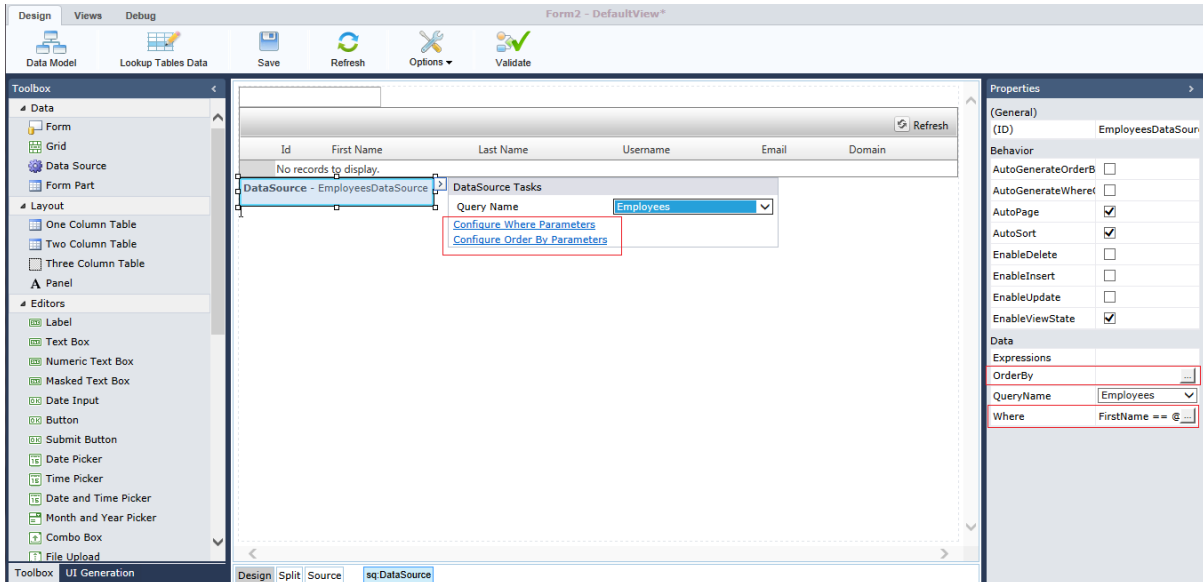 Design Views Debug
Form2 - DefaultView*
Data Model Lookup Tables Data Save Refresh Options Validate
Toolbox
Data
Form
Grid
Data Source
Form Part
Layout
One Column Table
Two Column Table
Three Column Table
A Panel
Editors
Label
Text Box
Numeric Text Box
Masked Text Box
Date Input
Button
Submit Button
Date Picker
Time Picker
Date and Time Picker
Month and Year Picker
Combo Box
File Upload
Toolbox UI Generation
Refresh
Id First Name Last Name Username Email Domain
No records to display.
DataSource - EmployeesDataSource
DataSource Tasks
Query Name Employees
Configure Where Parameters
Configure Order By Parameters
Design Split Source sq:DataSource
Properties
(General)
(ID) EmployeesDataSour
Behavior
AutoGenerateOrderB
AutoGenerateWhere
AutoPage
AutoSort
EnableDelete
EnableInsert
EnableUpdate
EnableViewState
Data
Expressions
OrderBy ...
QueryName Employees
Where FirstName == @ ...